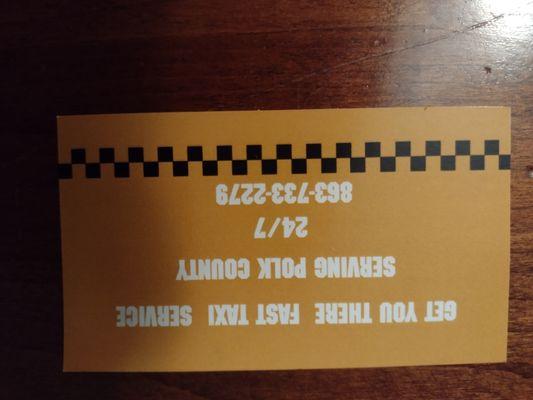 GET YOU THERE FAST TAXI SERVICE
SERVING POLK COUNTY
24/7
863-733-2279